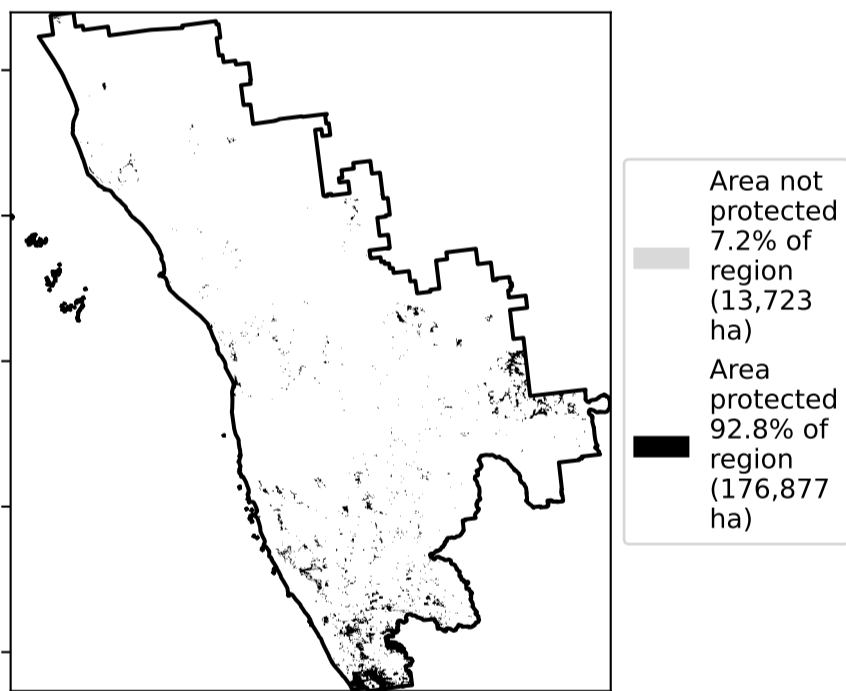 Area not
protected
7.2% of
region
(13,723
ha)
Area
protected
92.8% of
region
(176,877
ha)